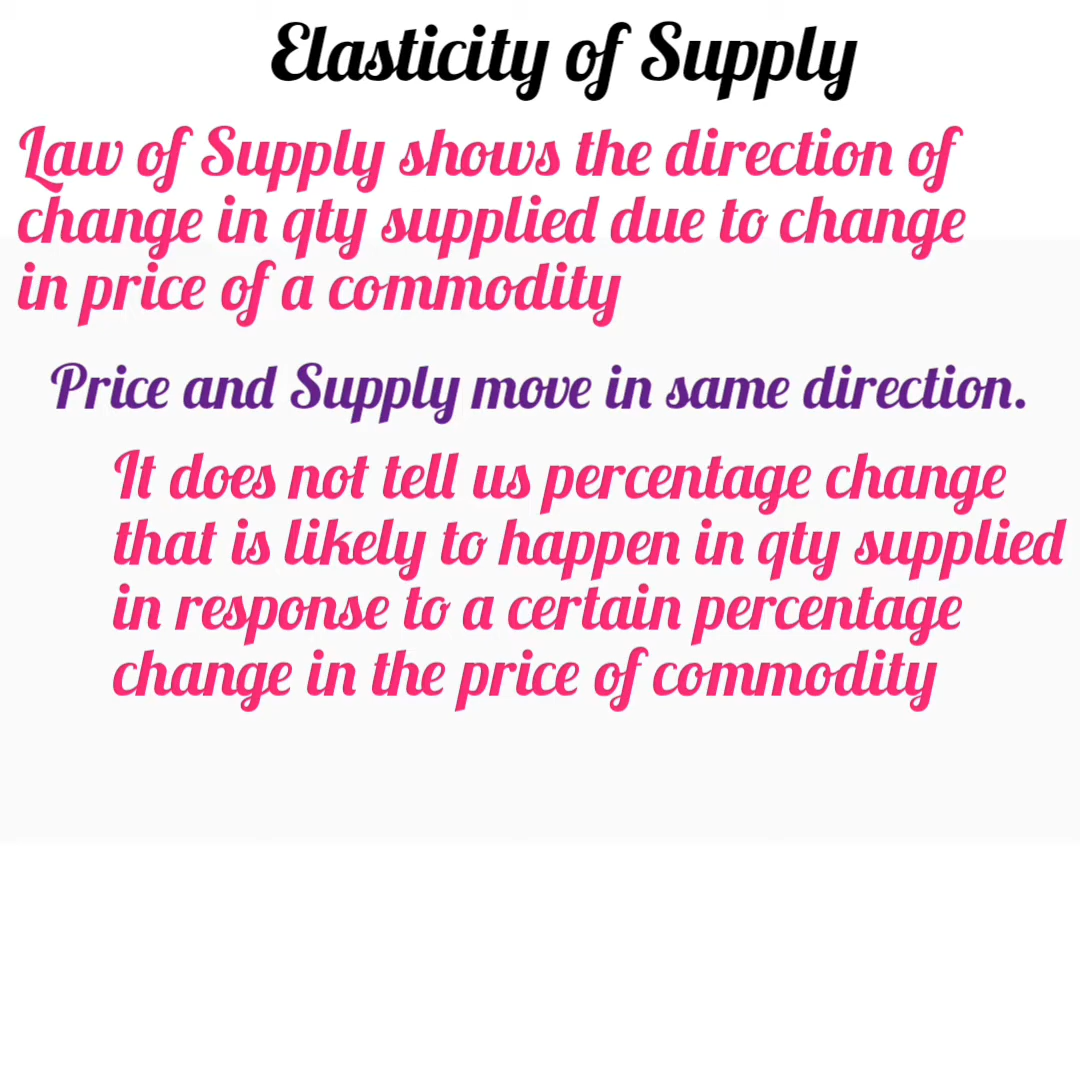 Elasticity of Supply
Law of Supply shows the direction of
change in qty supplied due to change
in price of a commodity
Price and Supply move in same direction.
It does not tell us percentage change
that is likely to happen in qty supplied
in response to a certain percentage
change in the price of commodity